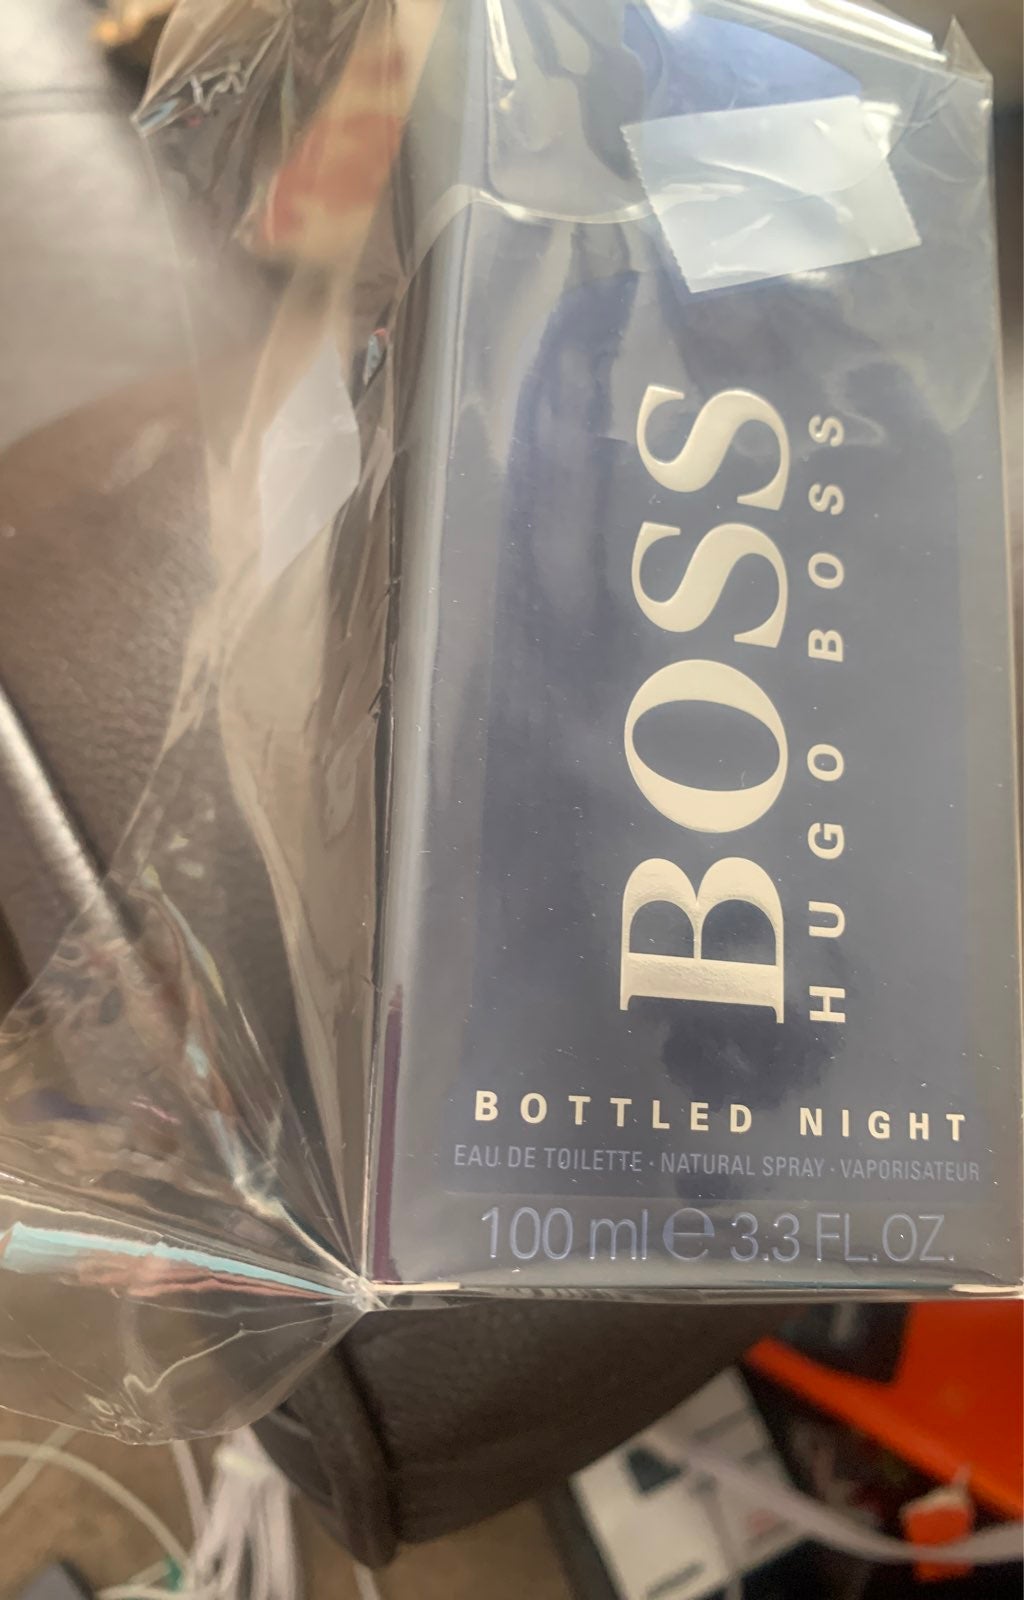 BOSS
HUGO BOSS
BOTTLED NIGHT
EAU DE TOILETTE · NATURAL SPRAY · VAPORISATEUR
100 ml ℮ 3.3 FL.OZ.